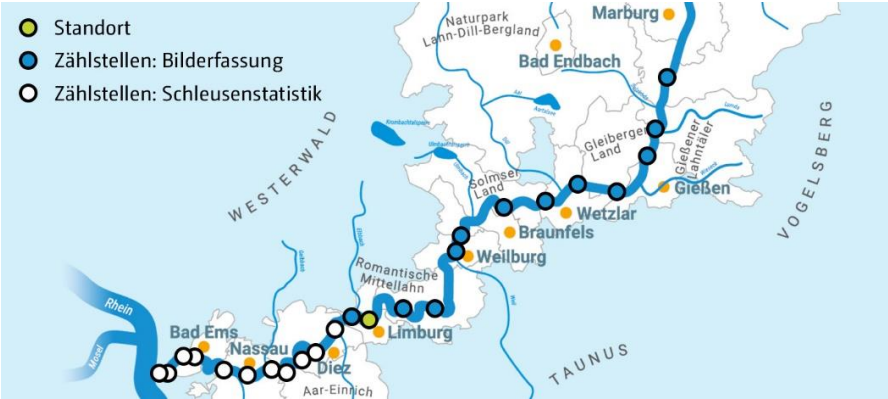 Standort
Zählstellen: Bilderfassung
Zählstellen: Schleusenstatistik
Naturpark
Lahn-Dill-Bergland
Marburg
Bad Endbach
WESTERWALD
VOGELSBERG
Gleiberger
Land
Gießener
Lahntäler
Lumda
Gießen
Solmser
Land
Wetzlar
Braunfels
Weilburg
Romantische
Mittellahn
Limburg
Rhein
Mosel
Bad Ems
Nassau
Diez
Aar-Einrich
TAUNUS